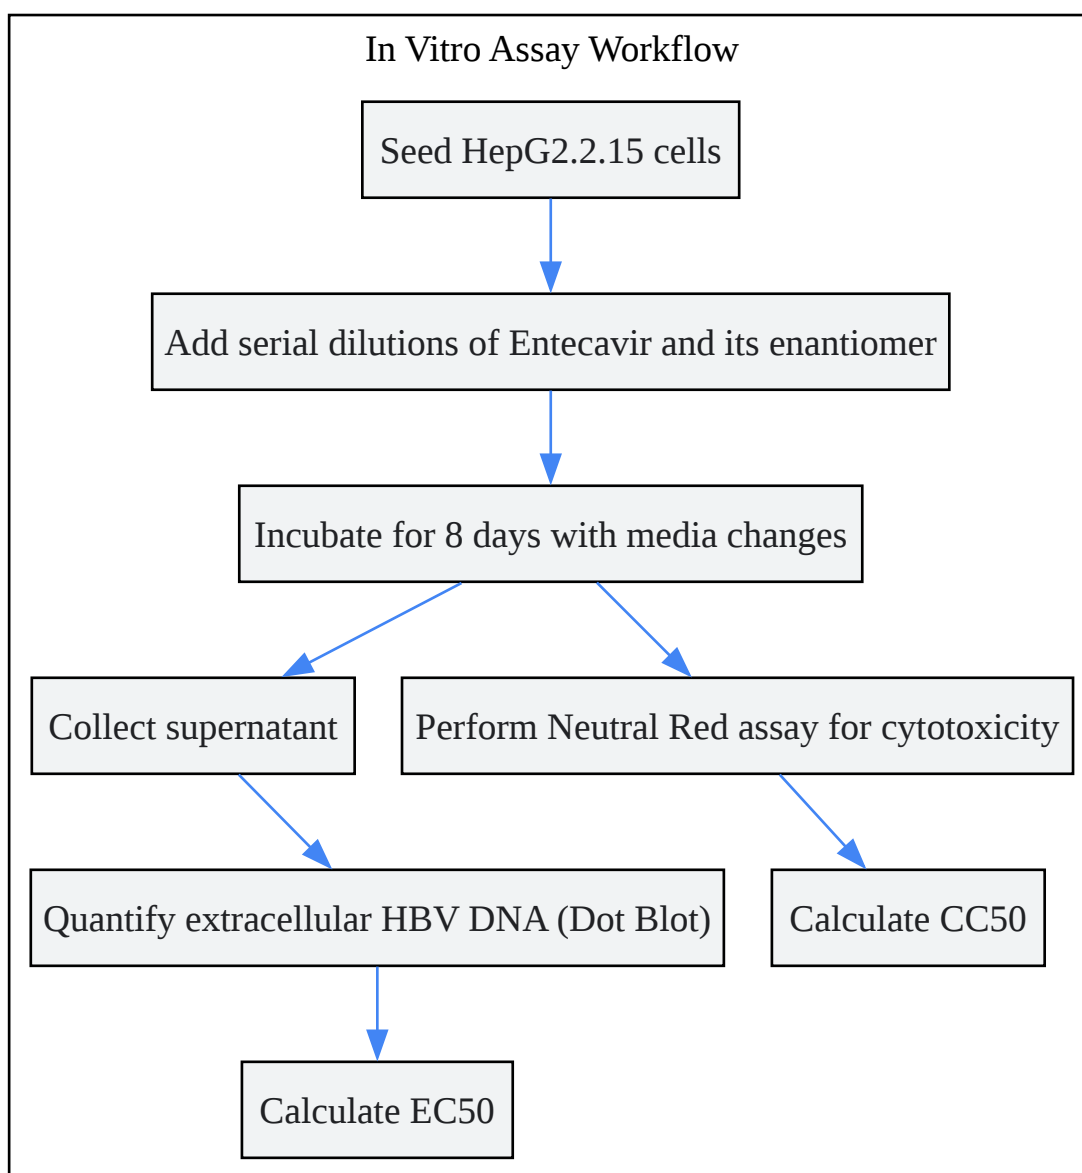 In Vitro Assay Workflow
Seed HepG2.2.15 cells
Add serial dilutions of Entecavir and its enantiomer
Incubate for 8 days with media changes
Collect supernatant
Perform Neutral Red assay for cytotoxicity
Quantify extracellular HBV DNA (Dot Blot)
Calculate CC50
Calculate EC50